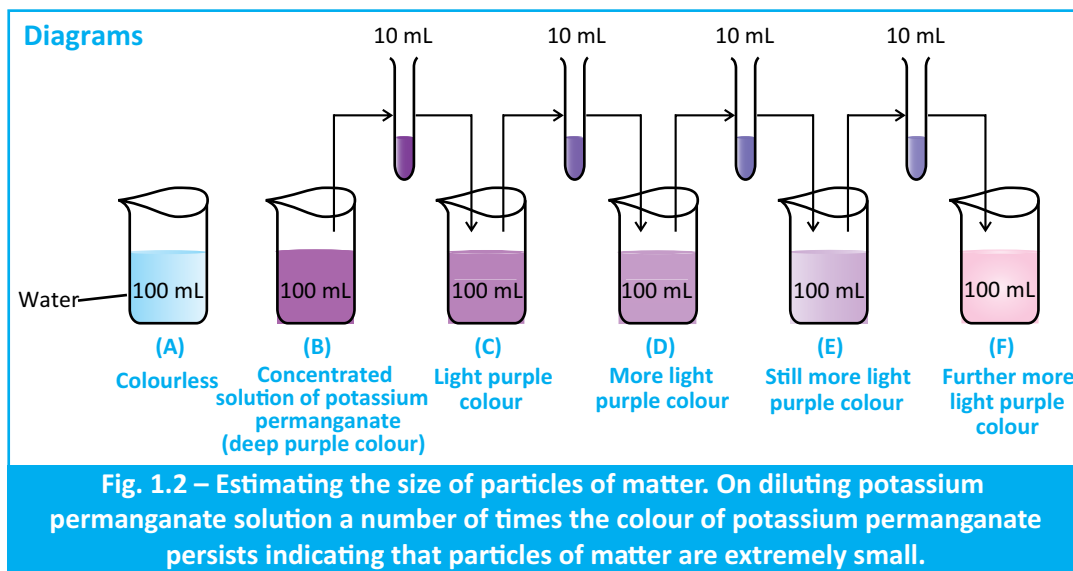 Diagrams
10 mL
10 mL
10 mL
10 mL
Water
100 mL
100 mL
100 mL
100 mL
100 mL
100 mL
(A)
Colourless
(B)
Concentrated
solution of potassium
permanganate
(deep purple colour)
(C)
Light purple
colour
(D)
More light
purple colour
(E)
Still more light
purple colour
(F)
Further more
light purple
colour
Fig. 1.2 – Estimating the size of particles of matter. On diluting potassium
permanganate solution a number of times the colour of potassium permanganate
persists indicating that particles of matter are extremely small.